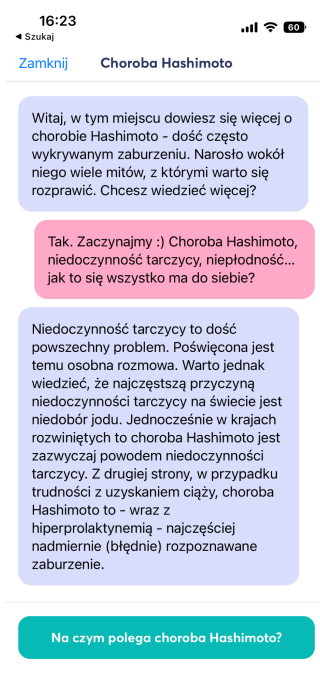 16:23
60
◄ Szukaj
Zamknij
Choroba Hashimoto
Witaj, w tym miejscu dowiesz się więcej o
chorobie Hashimoto - dość często
wykrywanym zaburzeniu. Narosło wokół
niego wiele mitów, z którymi warto się
rozprawić. Chcesz wiedzieć więcej?
Tak. Zaczynajmy :) Choroba Hashimoto,
niedoczynność tarczycy, niepłodność...
jak to się wszystko ma do siebie?
Niedoczynność tarczycy to dość
powszechny problem. Poświęcona jest
temu osobna rozmowa. Warto jednak
wiedzieć, że najczęstszą przyczyną
niedoczynności tarczycy na świecie jest
niedobór jodu. Jednocześnie w krajach
rozwiniętych to choroba Hashimoto jest
zazwyczaj powodem niedoczynności
tarczycy. Z drugiej strony, w przypadku
trudności z uzyskaniem ciąży, choroba
Hashimoto to - wraz z
hiperprolaktynemią - najczęściej
nadmiernie (błędnie) rozpoznawane
zaburzenie.
Na czym polega choroba Hashimoto?